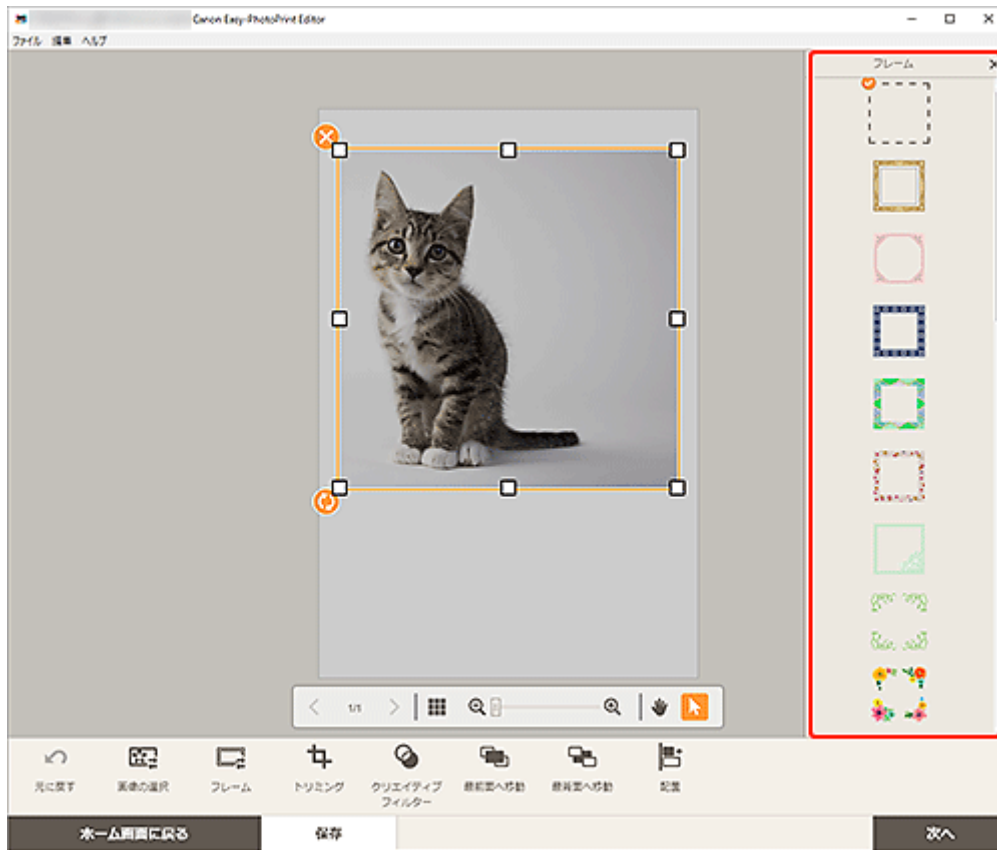 Canon Easy-PhotoPrint Editor
ファイル 編集 ヘルプ
フレーム
1/1
元に戻す
画像の選択
フレーム
トリミング
クリエイティブ
フィルター
最前面へ移動
最背面へ移動
配置
ホーム画面に戻る
保存
次へ